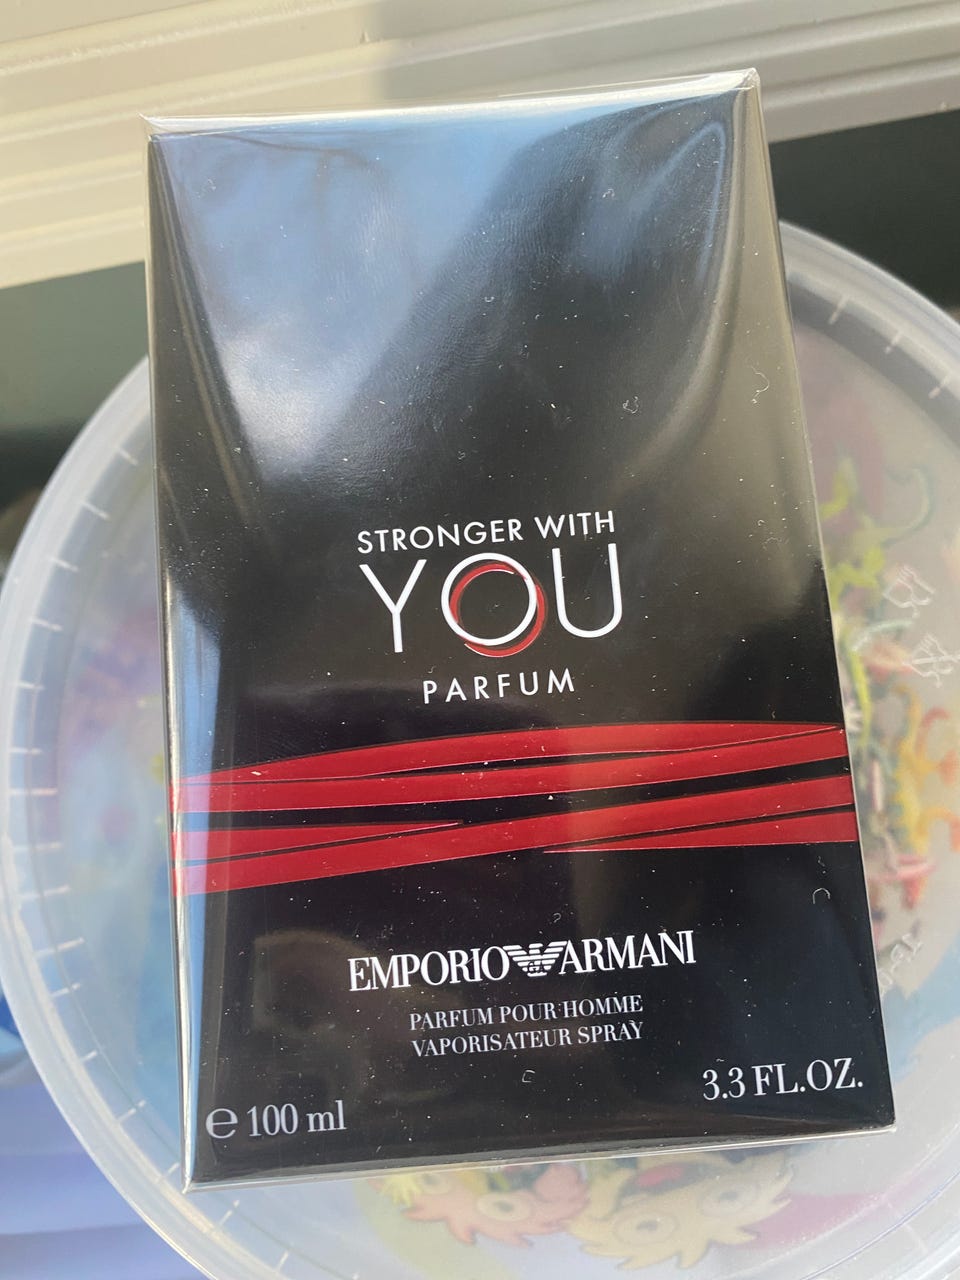 STRONGER WITH
YOU
PARFUM
EMPORIO ARMANI
PARFUM POUR HOMME
VAPORISATEUR SPRAY
3.3 FL.OZ.
℮ 100 ml